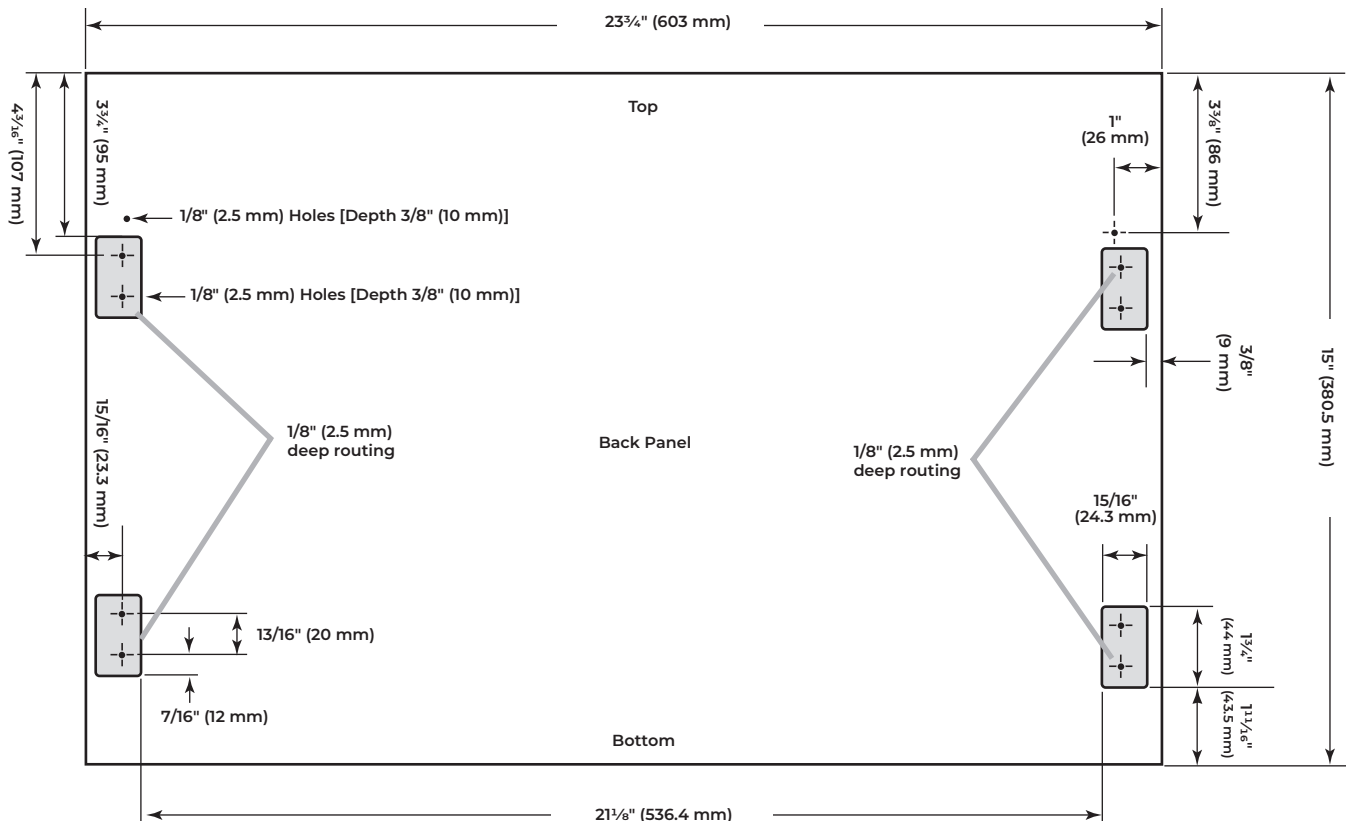 23¾" (603 mm)
Top
4³⁄₁₆" (107 mm)
3¾" (95 mm)
1"
(26 mm)
3⅜" (86 mm)
1/8" (2.5 mm) Holes [Depth 3/8" (10 mm)]
1/8" (2.5 mm) Holes [Depth 3/8" (10 mm)]
3/8"
(9 mm)
15" (380.5 mm)
15/16" (23.3 mm)
1/8" (2.5 mm)
deep routing
Back Panel
1/8" (2.5 mm)
deep routing
15/16"
(24.3 mm)
13/16" (20 mm)
1¾"
(44 mm)
7/16" (12 mm)
1¹¹⁄₁₆"
(43.5 mm)
Bottom
21⅛" (536.4 mm)